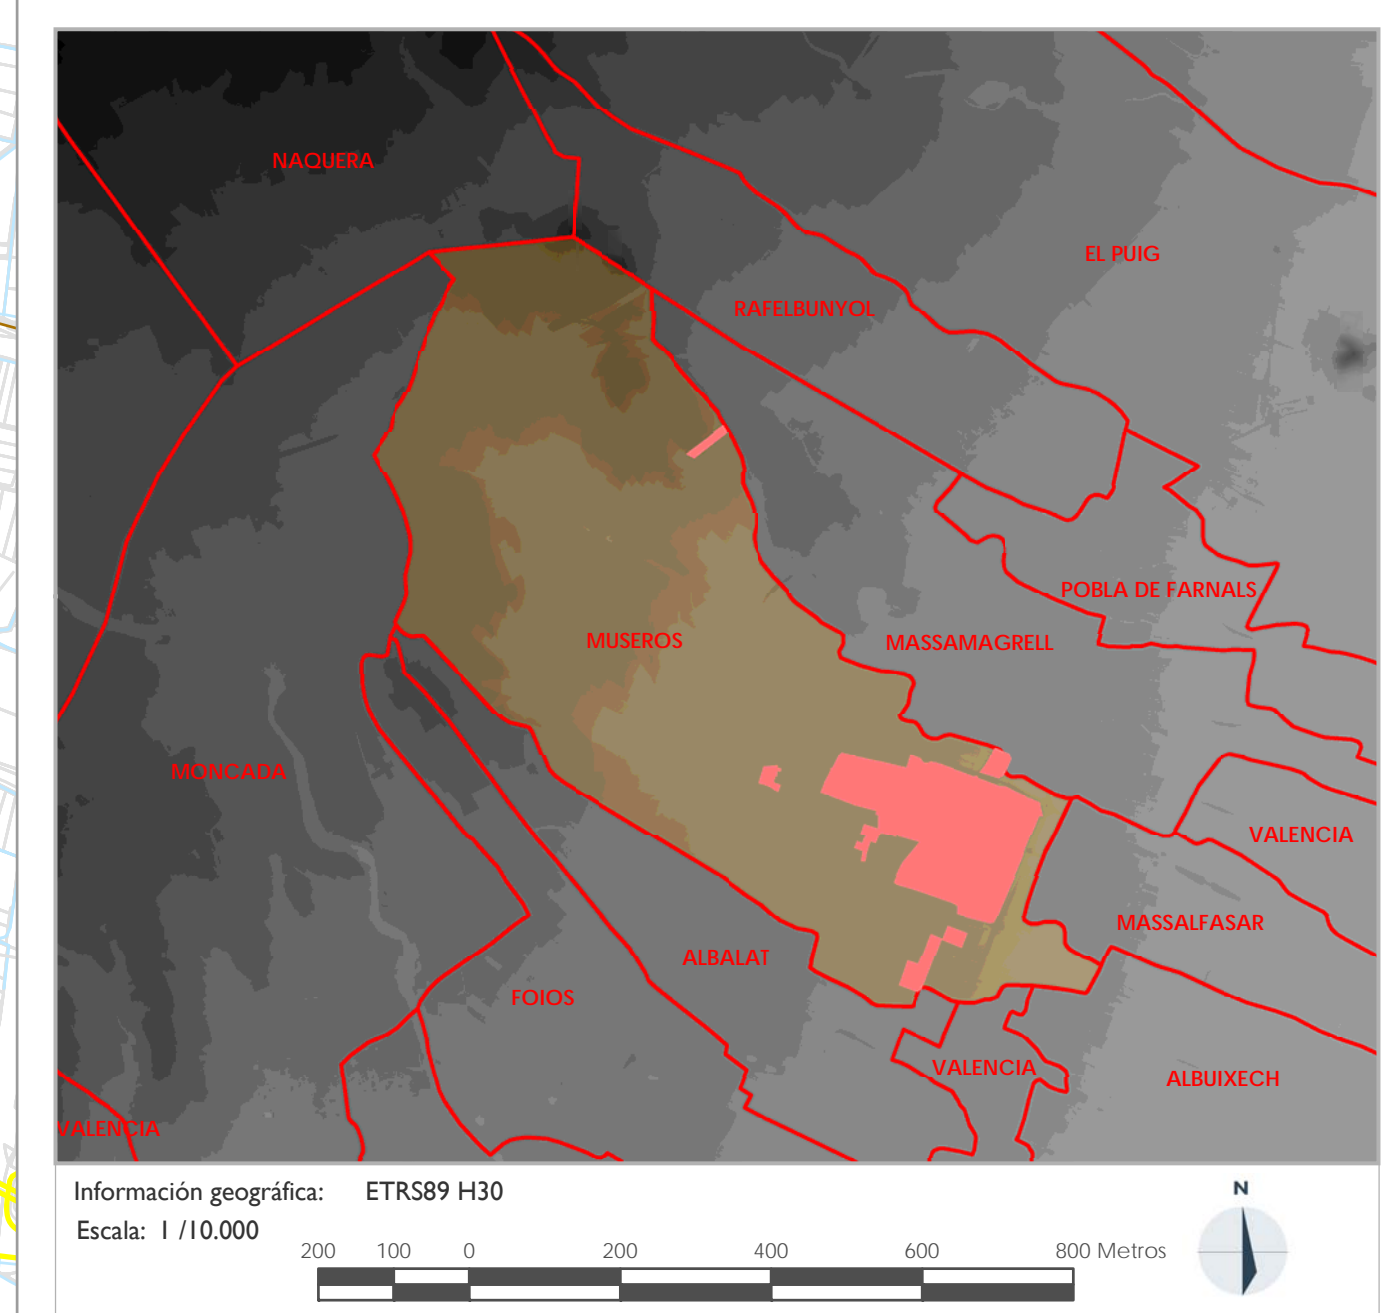 NAQUERA
EL PUIG
RAFELBUNYOL
POBLA DE FARNALS
MUSEROS
MASSAMAGRELL
MONCADA
VALENCIA
MASSALFASAR
ALBALAT
FOIOS
VALENCIA
ALBUIXECH
VALENCIA
Información geográfica: ETRS89 H30
N
Escala: 1 /10.000
200 100 0 200 400 600 800 Metros